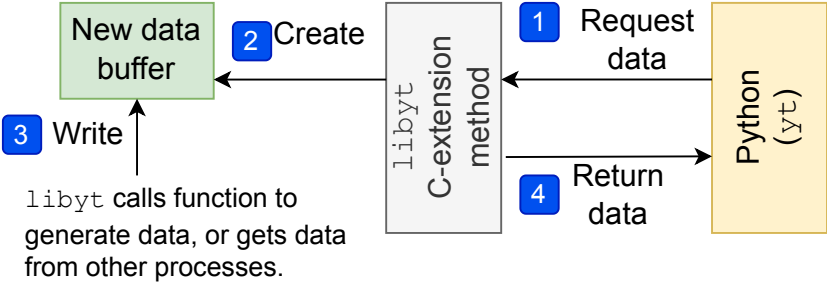 New data
buffer
2 Create
1 Request
data
libyt
C-extension
method
Python
(yt)
3 Write
4 Return
data
libyt calls function to
generate data, or gets data
from other processes.